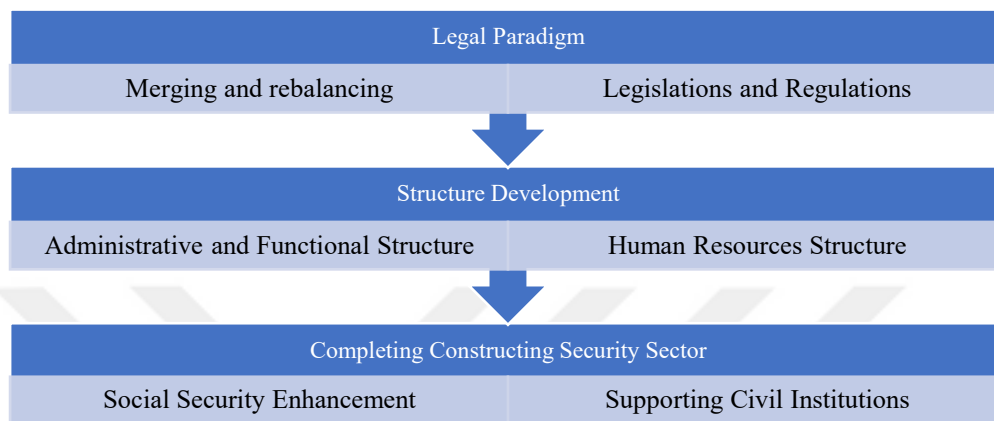 Legal Paradigm
Merging and rebalancing
Legislations and Regulations
Structure Development
Administrative and Functional Structure
Human Resources Structure
Completing Constructing Security Sector
Social Security Enhancement
Supporting Civil Institutions